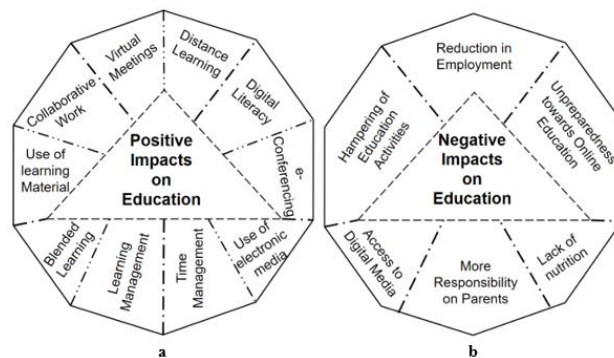 Collaborative
Work
Virtual
Meetings
Distance
Learning
Digital
Literacy
Use of
learning
Material
Positive
Impacts
on
Education
e-
Conferencing
Blended
Learning
Learning
Management
Time
Management
Use of
electronic
media
a
Reduction in
Employment
Hampering of
Education
Activities
Unpreparedness
towards Online
Education
Negative
Impacts
on
Education
Access to
Digital Media
More
Responsibility
on Parents
Lack of
nutrition
b